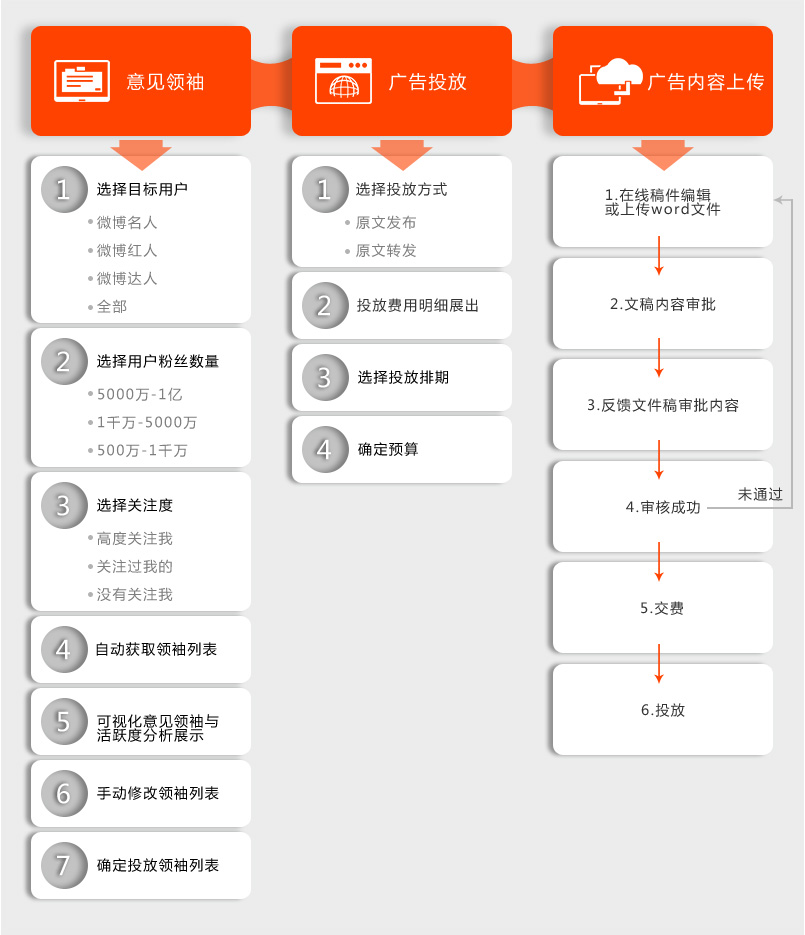 意见领袖
广告投放
广告内容上传
1
选择目标用户
微博名人
微博红人
微博达人
全部
2
选择用户粉丝数量
5000万-1亿
1千万-5000万
500万-1千万
3
选择关注度
高度关注我
关注过我的
没有关注我
4
自动获取领袖列表
5
可视化意见领袖与
活跃度分析展示
6
手动修改领袖列表
7
确定投放领袖列表
1
选择投放方式
原文发布
原文转发
2
投放费用明细展出
3
选择投放排期
4
确定预算
1.在线稿件编辑
或上传word文件
2.文稿内容审批
3.反馈文件稿审批内容
4.审核成功
未通过
5.交费
6.投放